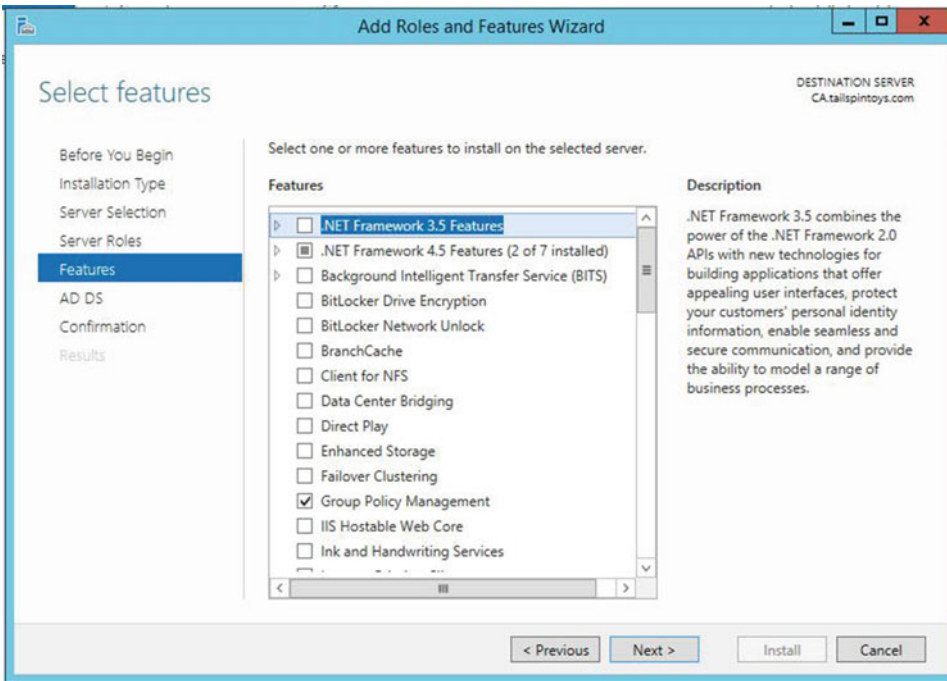 Add Roles and Features Wizard
Select features
DESTINATION SERVER
CA.tailspintoys.com
Before You Begin
Installation Type
Server Selection
Server Roles
Features
AD DS
Confirmation
Results
Select one or more features to install on the selected server.
Features
.NET Framework 3.5 Features
.NET Framework 4.5 Features (2 of 7 installed)
Background Intelligent Transfer Service (BITS)
BitLocker Drive Encryption
BitLocker Network Unlock
BranchCache
Client for NFS
Data Center Bridging
Direct Play
Enhanced Storage
Failover Clustering
Group Policy Management
IIS Hostable Web Core
Ink and Handwriting Services
Description
.NET Framework 3.5 combines the
power of the .NET Framework 2.0
APIs with new technologies for
building applications that offer
appealing user interfaces, protect
your customers' personal identity
information, enable seamless and
secure communication, and provide
the ability to model a range of
business processes.
< Previous
Next >
Install
Cancel